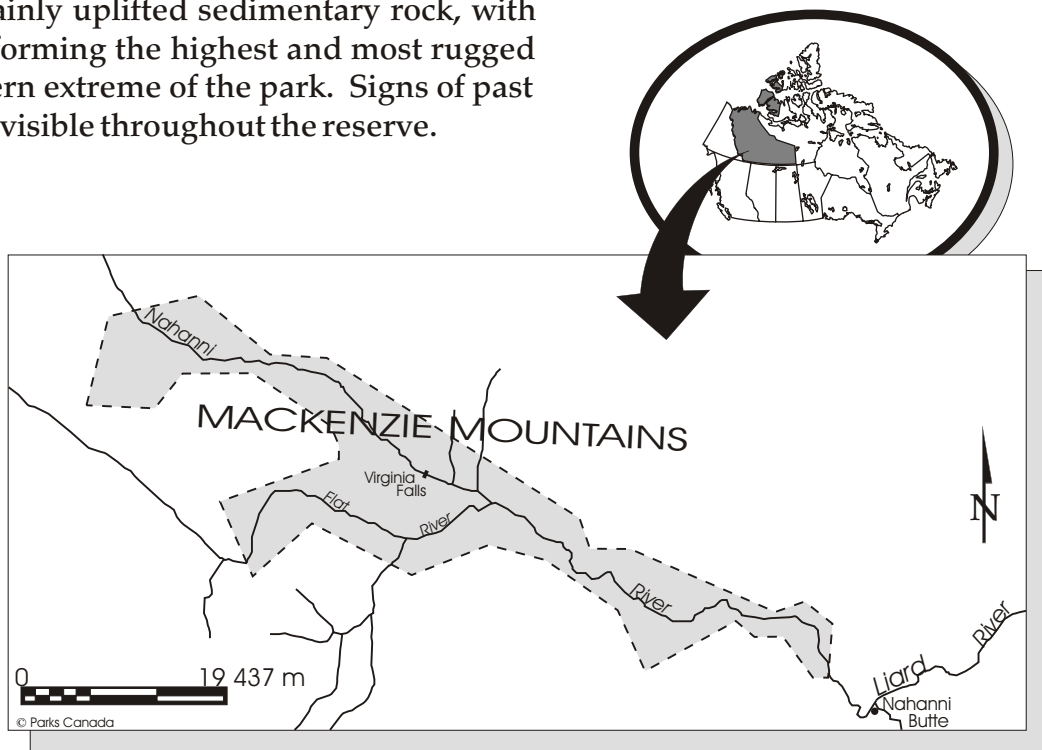 ainly uplifted sedimentary rock, with
forming the highest and most rugged
ern extreme of the park. Signs of past
visible throughout the reserve.
Nahanni
MACKENZIE MOUNTAINS
Virginia
Falls
Flat
River
River
N
River
Liard
Nahanni
Butte
0 19 437 m
© Parks Canada